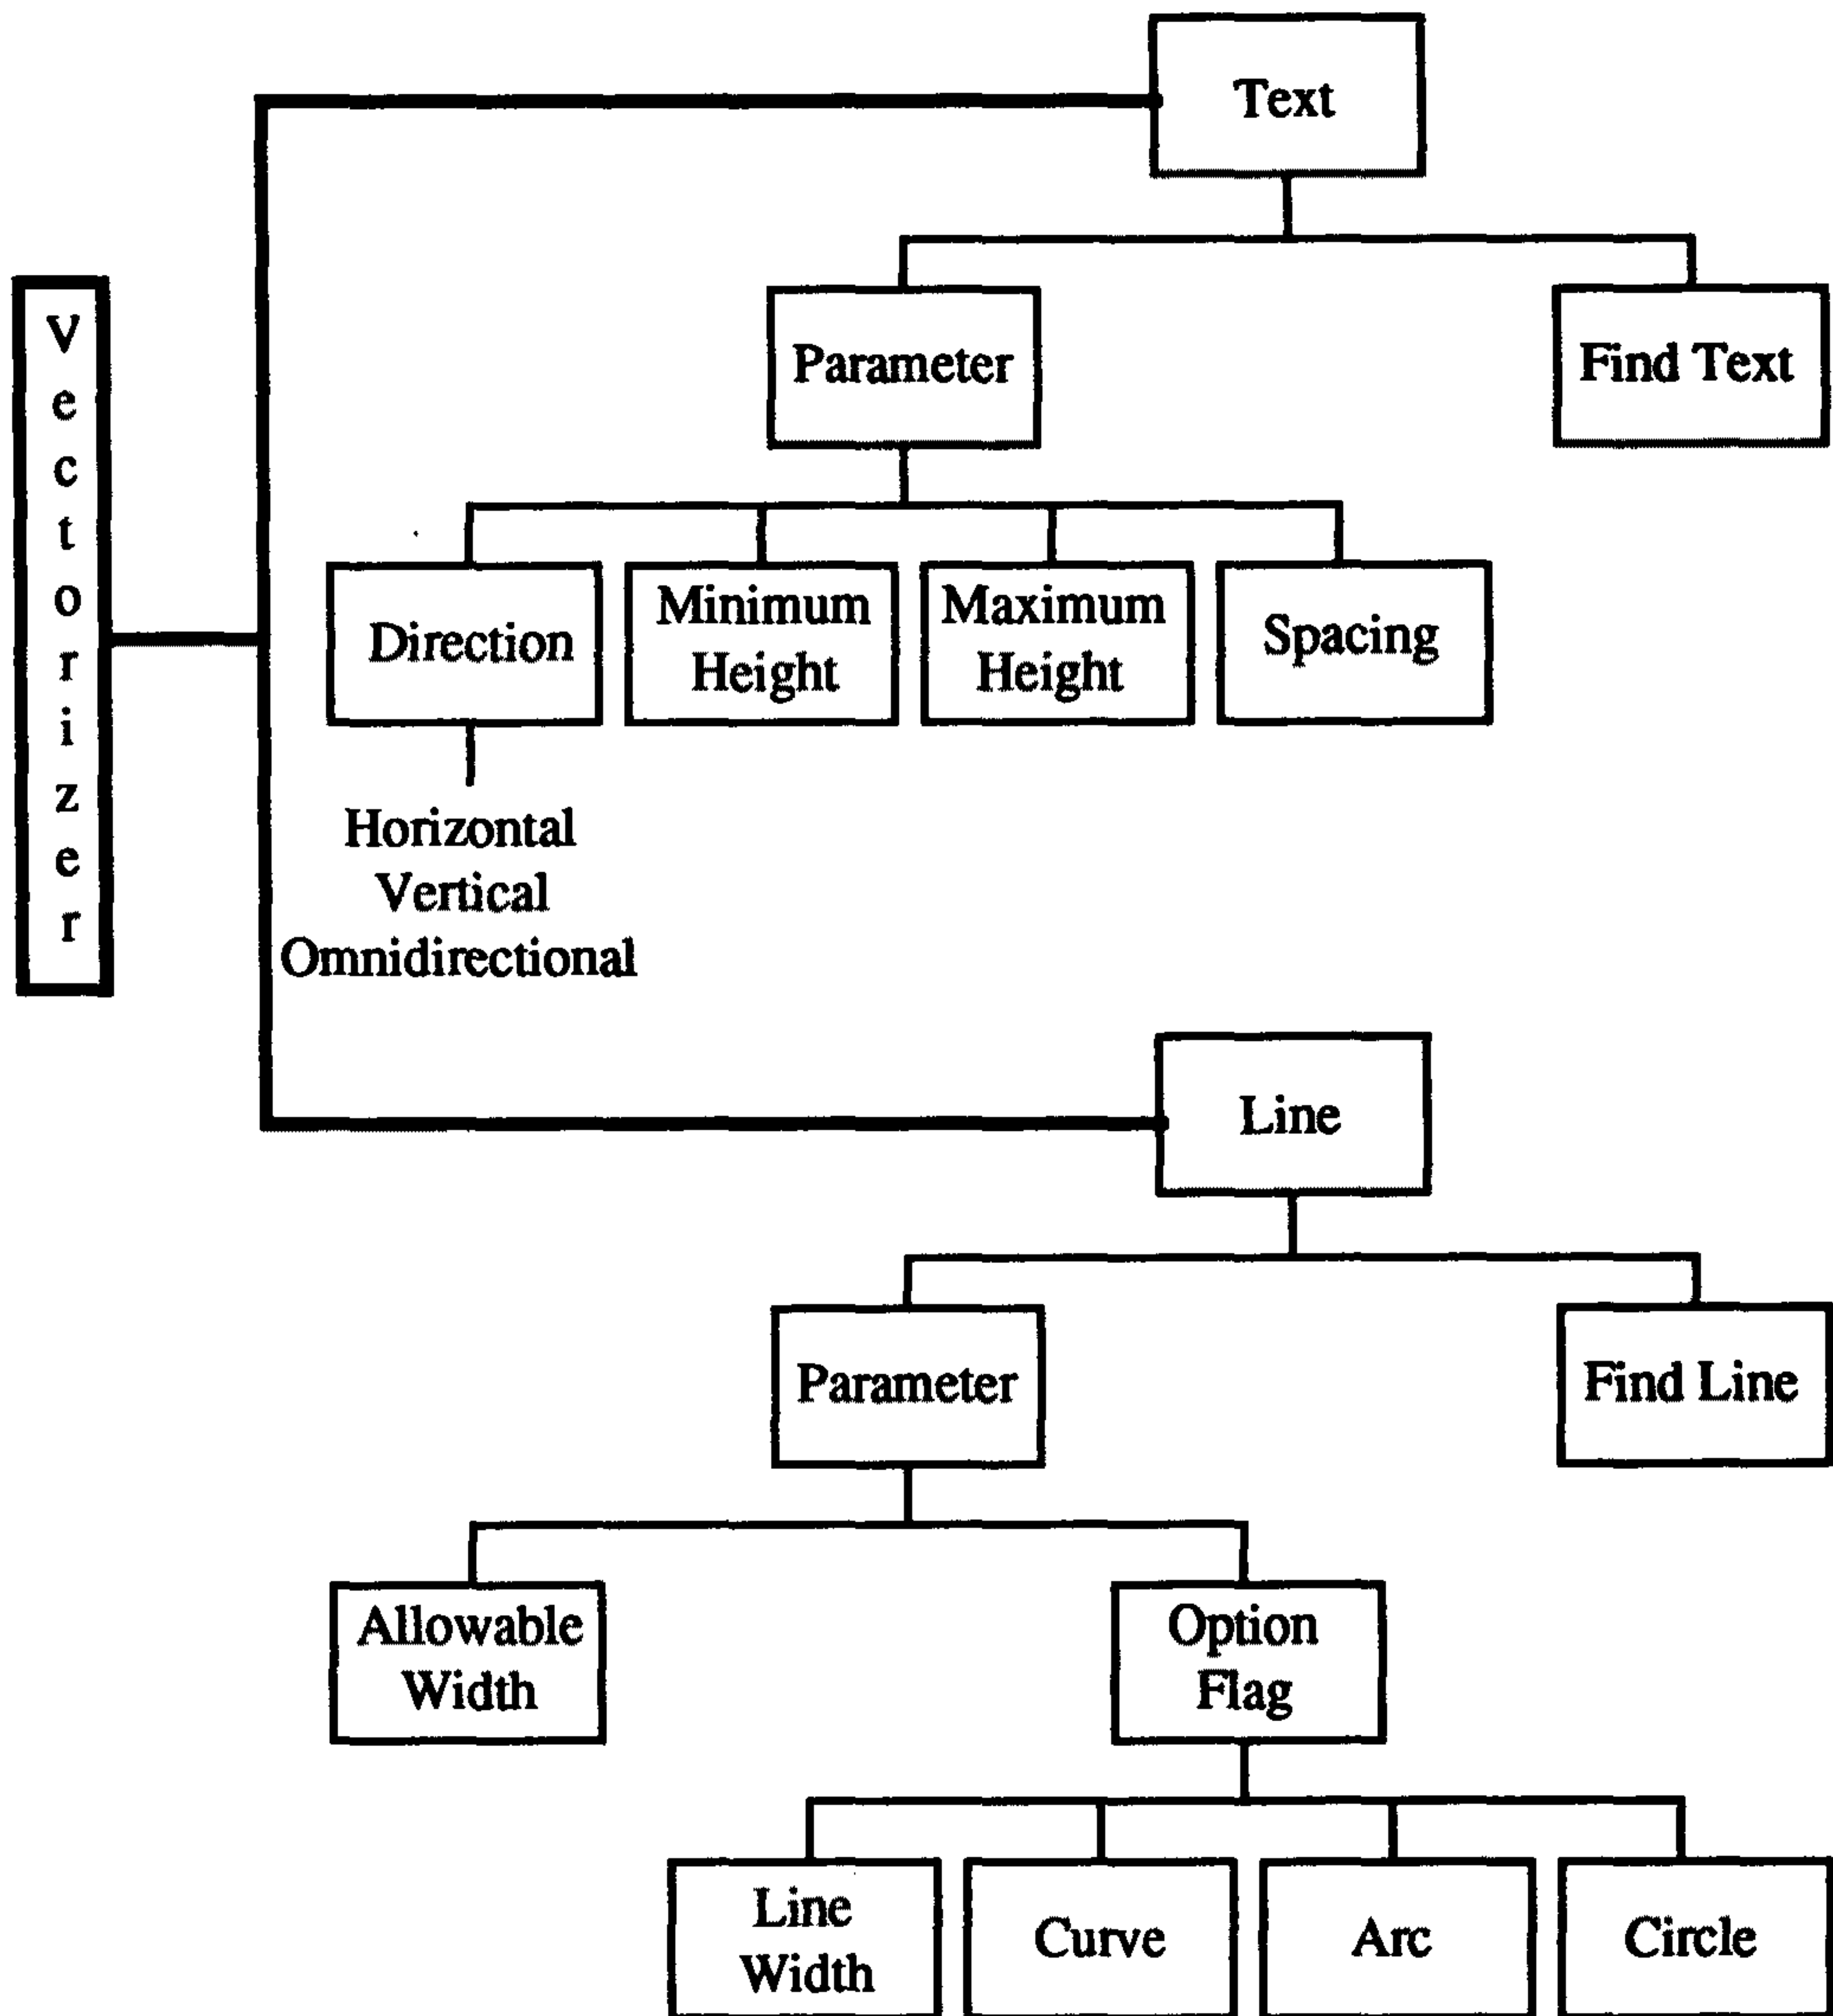 Vectorizer
Text
Parameter
Find Text
Direction
Minimum
Height
Maximum
Height
Spacing
Horizontal
Vertical
Omnidirectional
Line
Parameter
Find Line
Allowable
Width
Option
Flag
Line
Width
Curve
Arc
Circle